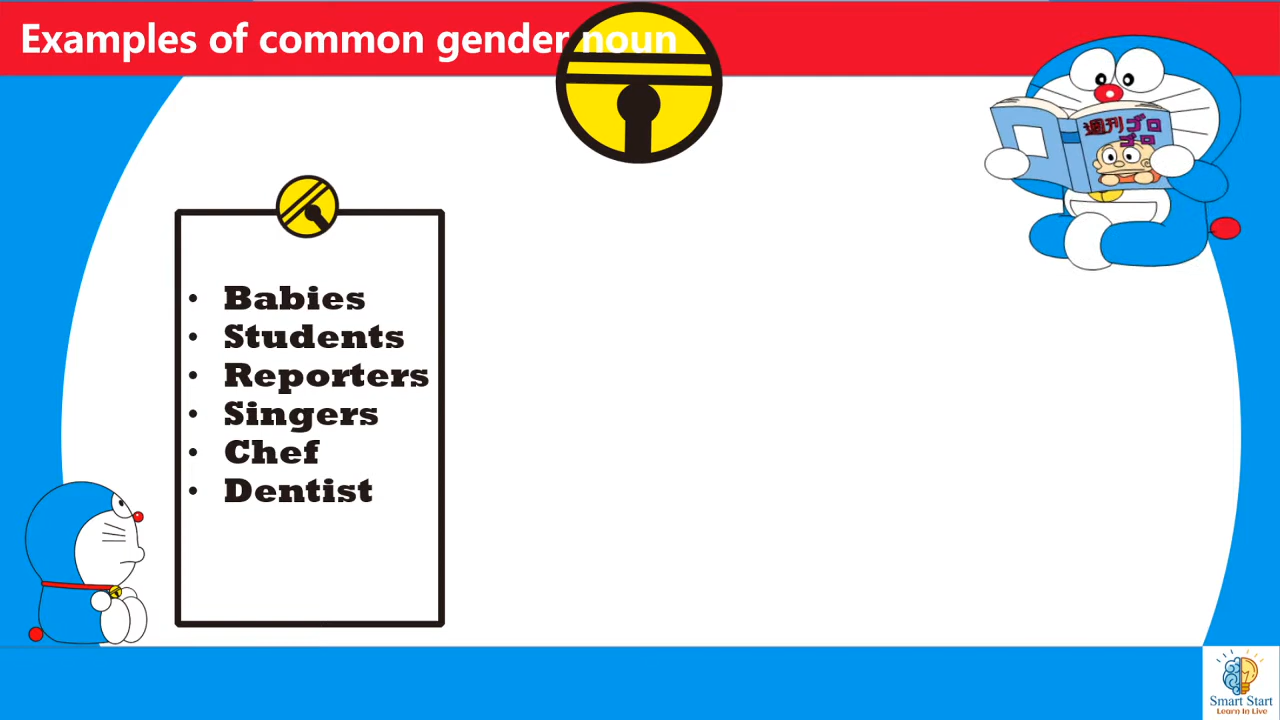 Examples of common gender noun
週刊ゴロ
ゴロ
• Babies
• Students
• Reporters
• Singers
• Chef
• Dentist
Smart Start
Learn In Live